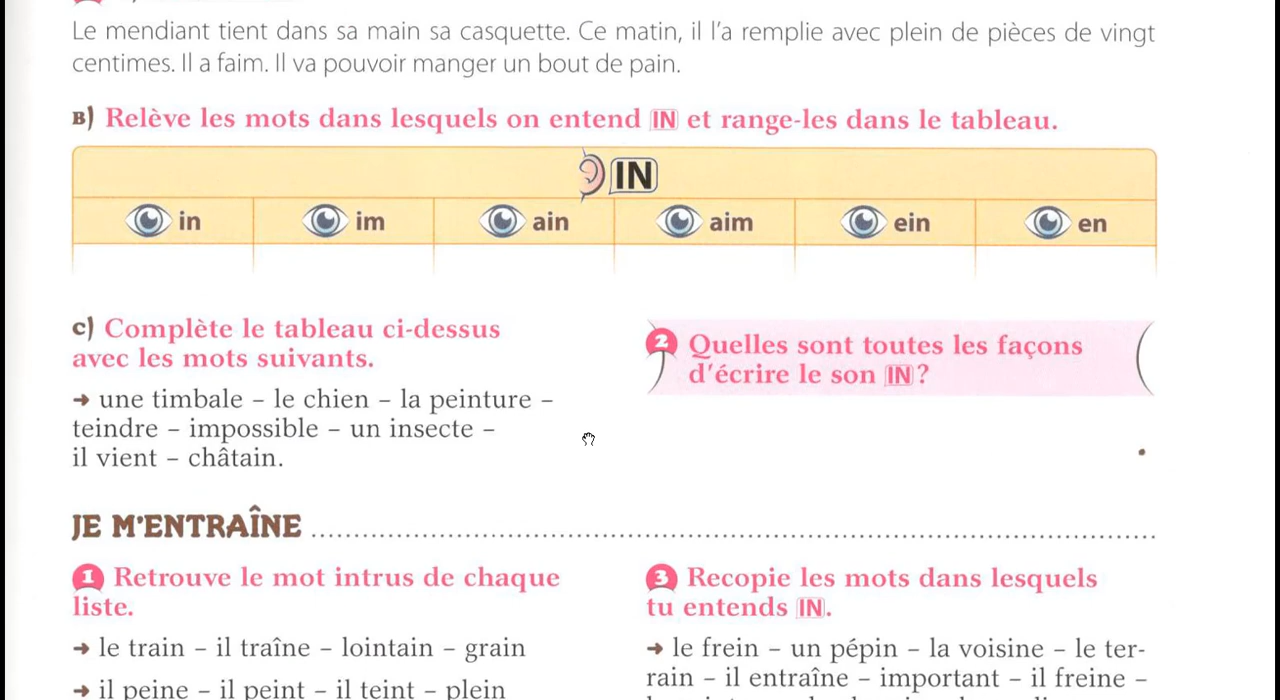 Le mendiant tient dans sa main sa casquette. Ce matin, il l'a remplie avec plein de pièces de vingt
centimes. Il a faim. Il va pouvoir manger un bout de pain.
B) Relève les mots dans lesquels on entend IN et range-les dans le tableau.
IN
in im ain aim ein en
c) Complète le tableau ci-dessus
avec les mots suivants.
➜ une timbale – le chien – la peinture –
teindre – impossible – un insecte –
il vient – châtain.
2 Quelles sont toutes les façons
d'écrire le son IN ?
JE M'ENTRAÎNE
1 Retrouve le mot intrus de chaque
liste.
➜ le train – il traîne – lointain – grain
➜ il peine – il peint – il teint – plein
3 Recopie les mots dans lesquels
tu entends IN.
➜ le frein – un pépin – la voisine – le ter-
rain – il entraîne – important – il freine –